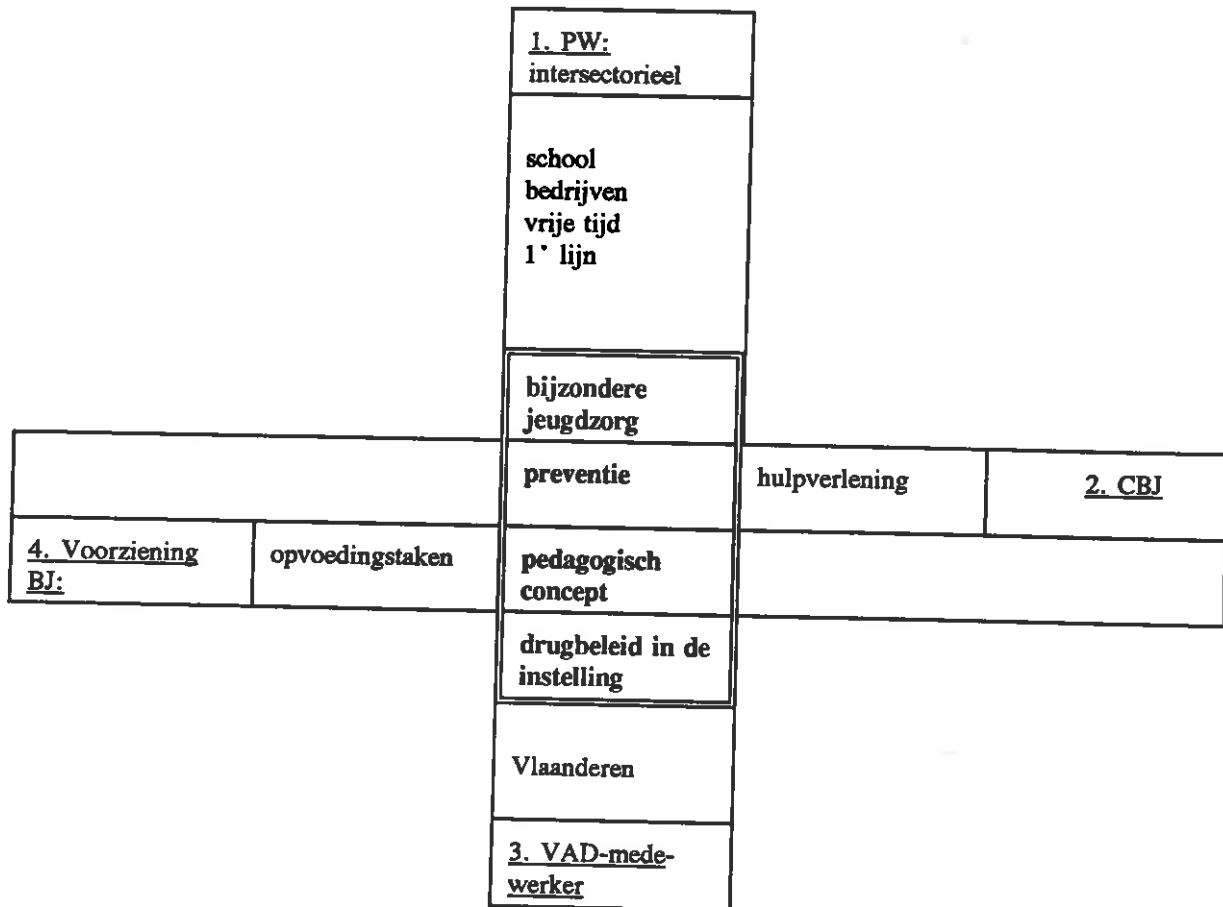 1. PW:
intersectorieel
school
bedrijven
vrije tijd
1° lijn
bijzondere
jeugdzorg
preventie
hulpverlening
2. CBJ
4. Voorziening
BJ:
opvoedingstaken
pedagogisch
concept
drugbeleid in de
instelling
Vlaanderen
3. VAD-mede-
werker